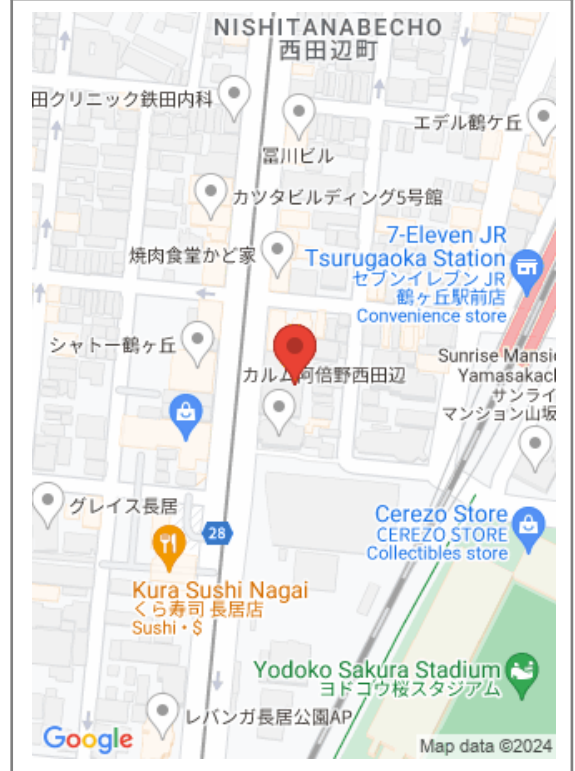 NISHITANABECHO
西田辺町
田クリニック鉄田内科
エデル鶴ケ丘
冨川ビル
カツタビルディング5号館
7-Eleven JR
Tsurugaoka Station
セブンイレブン JR
鶴ヶ丘駅前店
Convenience store
焼肉食堂かど家
シャトー鶴ヶ丘
カルム阿倍野西田辺
Sunrise Mansi
Yamasakac
サンライ
マンション山坂
グレイス長居
28
Cerezo Store
CEREZO STORE
Collectibles store
Kura Sushi Nagai
くら寿司 長居店
Sushi • $
Yodoko Sakura Stadium
ヨドコウ桜スタジアム
レバンガ長居公園AP
Google
Map data ©2024